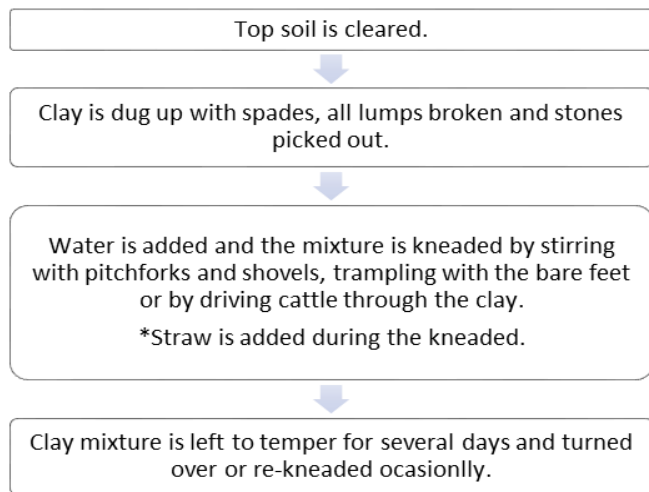 Top soil is cleared.
Clay is dug up with spades, all lumps broken and stones
picked out.
Water is added and the mixture is kneaded by stirring
with pitchforks and shovels, trampling with the bare feet
or by driving cattle through the clay.
*Straw is added during the kneaded.
Clay mixture is left to temper for several days and turned
over or re-kneaded ocasionlly.